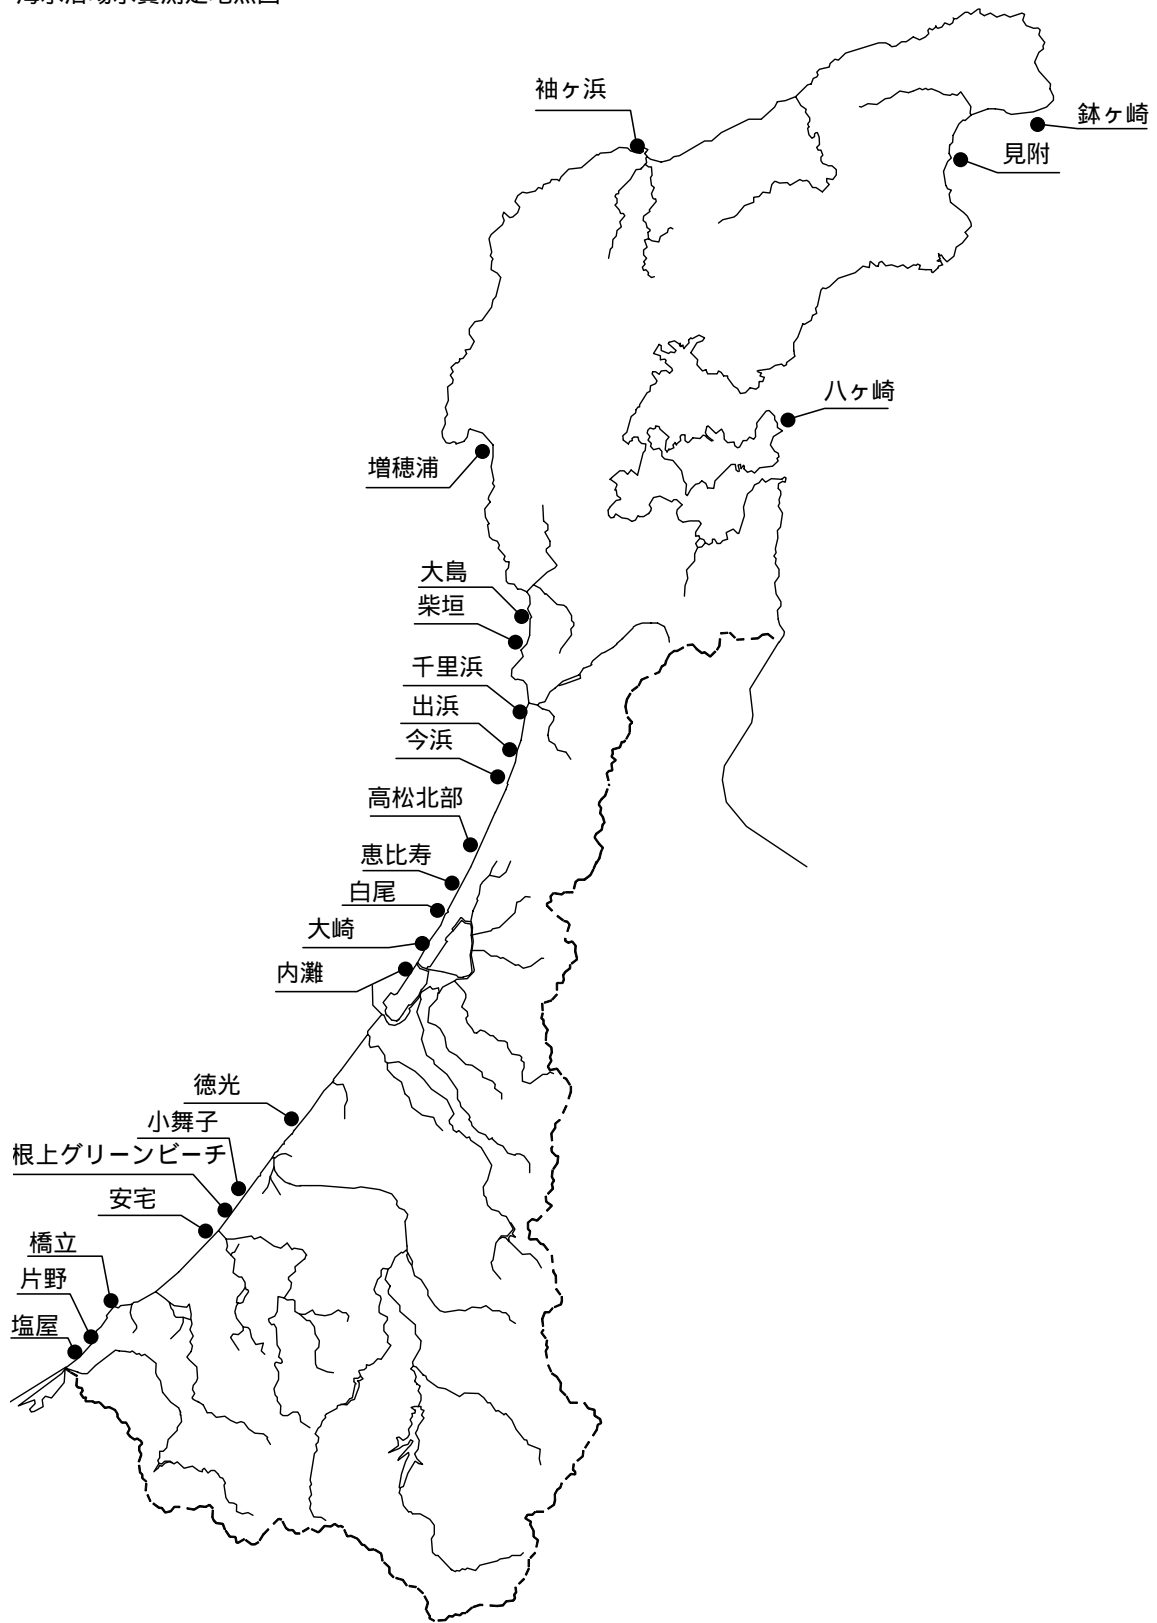 袖ヶ浜
鉢ヶ崎
見附
八ヶ崎
増穂浦
大島
柴垣
千里浜
出浜
今浜
高松北部
恵比寿
白尾
大崎
内灘
徳光
小舞子
根上グリーンビーチ
安宅
橋立
片野
塩屋